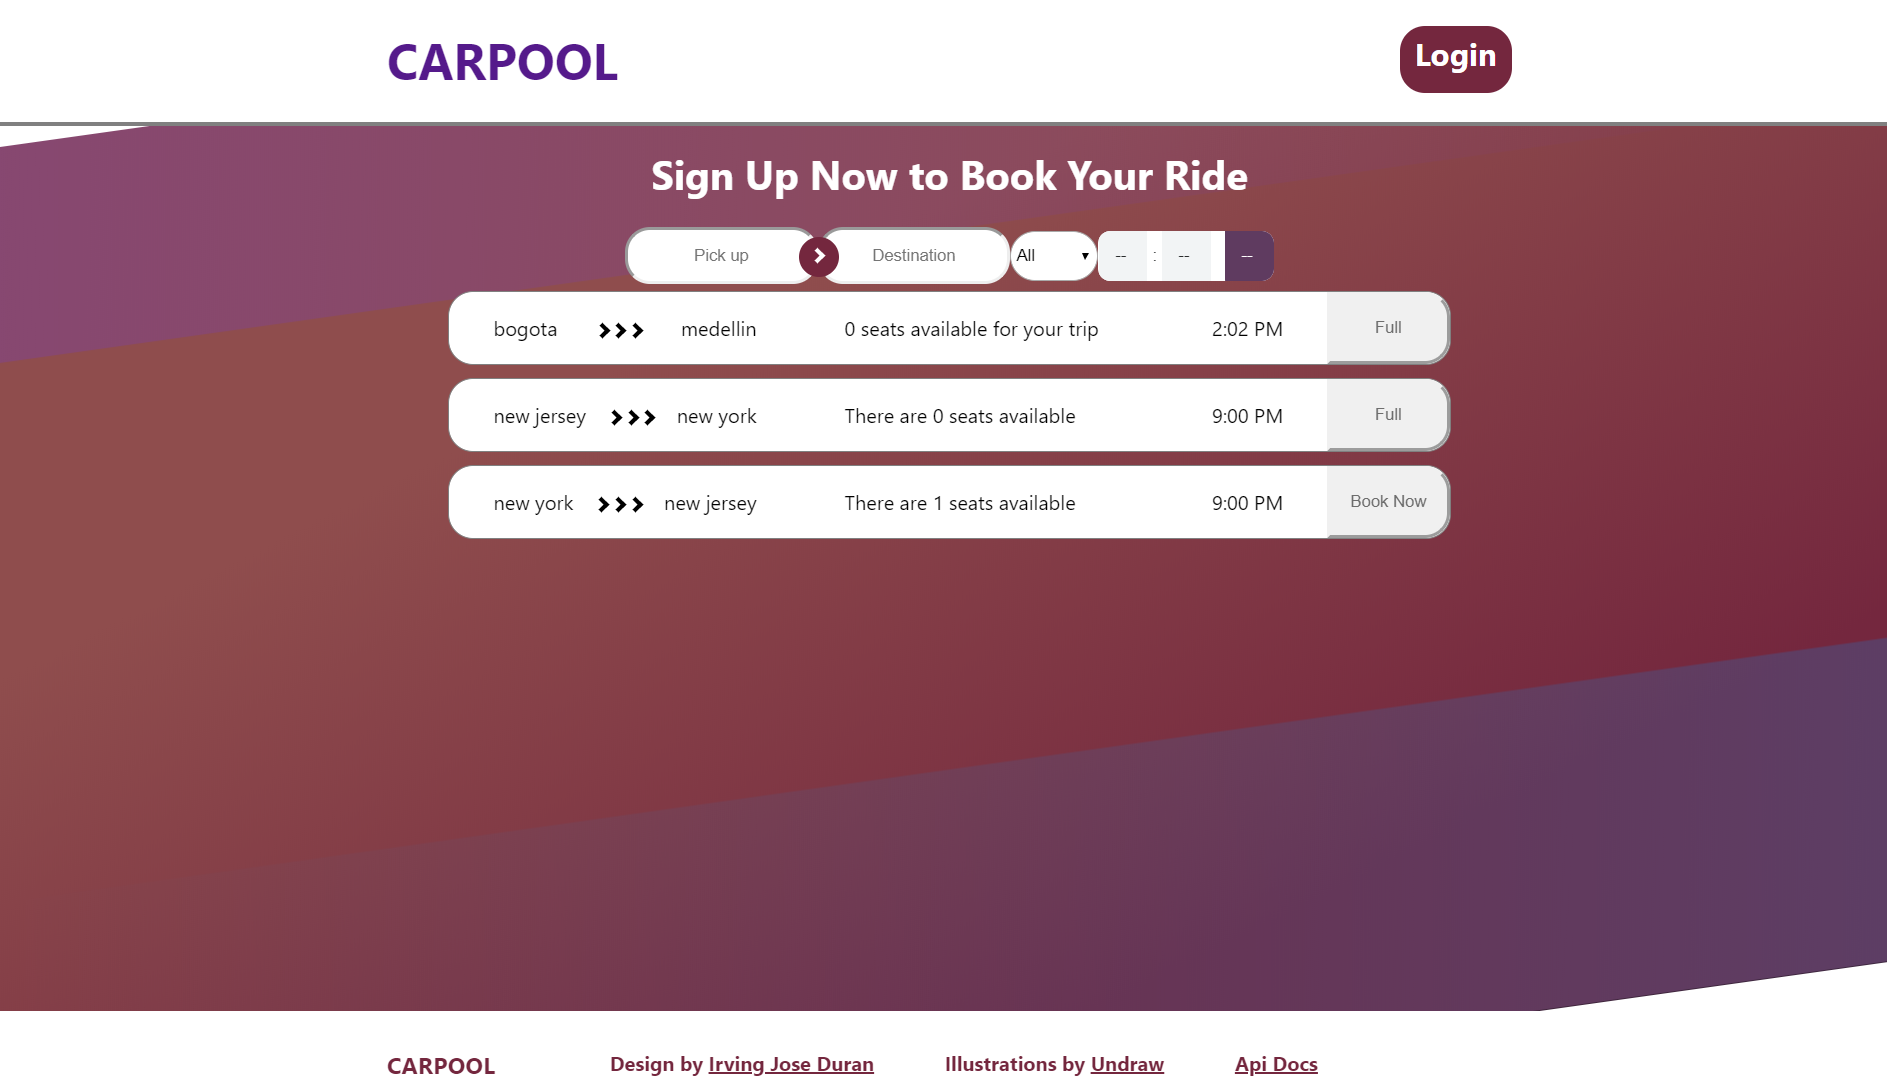 CARPOOL
Login
Sign Up Now to Book Your Ride
Pick up
Destination
All
-- : -- --
bogota medellin 0 seats available for your trip 2:02 PM Full
new jersey new york There are 0 seats available 9:00 PM Full
new york new jersey There are 1 seats available 9:00 PM Book Now
CARPOOL Design by Irving Jose Duran Illustrations by Undraw Api Docs